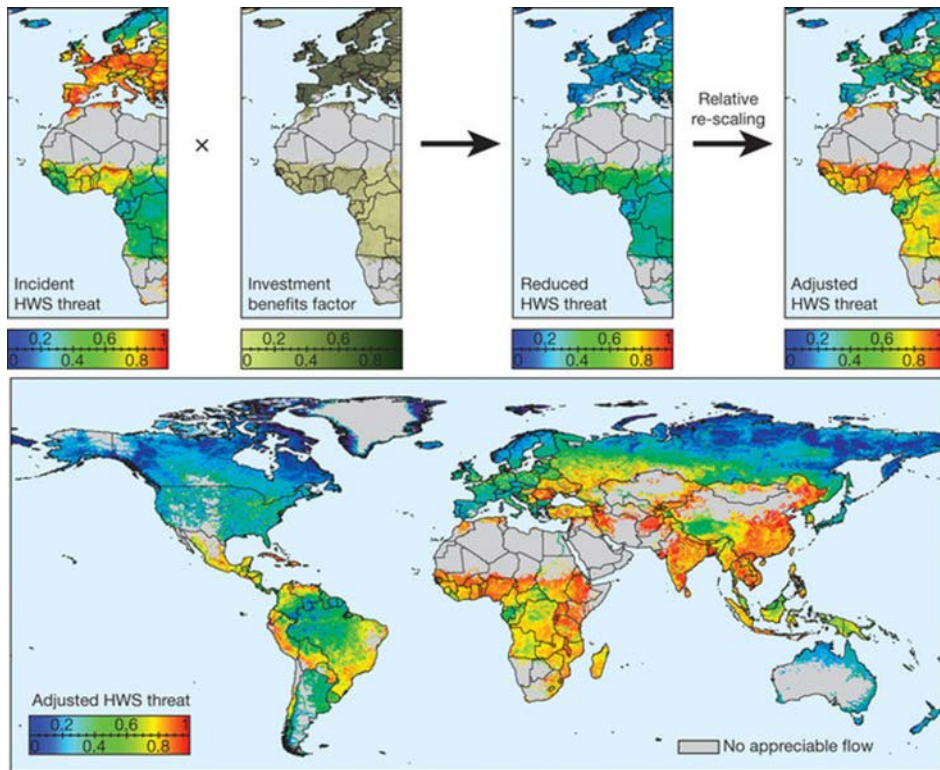 Relative
re-scaling
×
Incident
HWS threat
Investment
benefits factor
Reduced
HWS threat
Adjusted
HWS threat
0.2 0.6 1
0 0.4 0.8
0.2 0.6 1
0 0.4 0.8
0.2 0.6 1
0 0.4 0.8
0.2 0.6 1
0 0.4 0.8
Adjusted HWS threat
0.2 0.6 1
0 0.4 0.8
No appreciable flow